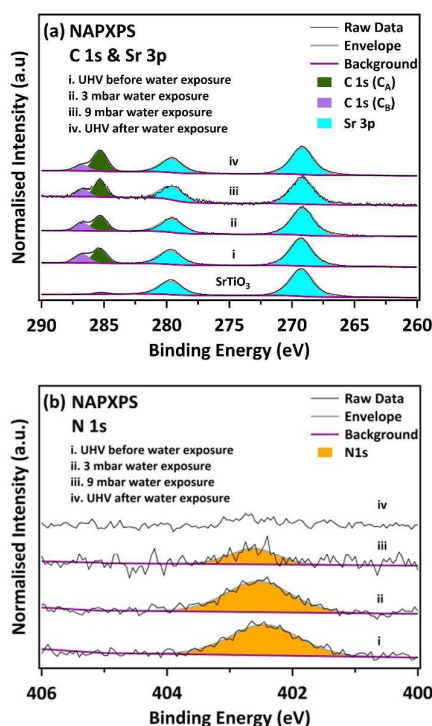 (a) NAPXPS
C 1s & Sr 3p
i. UHV before water exposure
ii. 3 mbar water exposure
iii. 9 mbar water exposure
iv. UHV after water exposure
Raw Data
Envelope
Background
C 1s (CA)
C 1s (CB)
Sr 3p
iv
iii
ii
i
SrTiO3
Normalised Intensity (a.u)
290 285 280 275 270 265 260
Binding Energy (eV)
(b) NAPXPS
N 1s
i. UHV before water exposure
ii. 3 mbar water exposure
iii. 9 mbar water exposure
iv. UHV after water exposure
Raw Data
Envelope
Background
N1s
iv
iii
ii
i
Normalised Intensity (a.u.)
406 404 402 400
Binding Energy (eV)